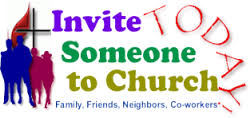 Invite
TODAY!
Someone
to Church
Family, Friends, Neighbors, Co-workers